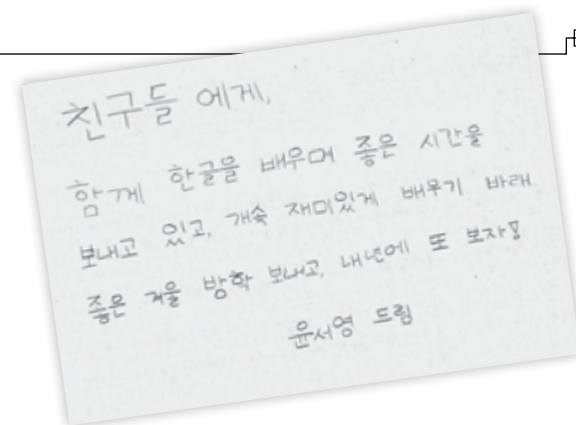 친구들 에게,
함께 한글을 배우며 좋은 시간을
보내고 있고, 개속 재미있게 배우기 바래
좋은 겨울 방학 보내고, 내년에 또 보자!
윤서영 드림